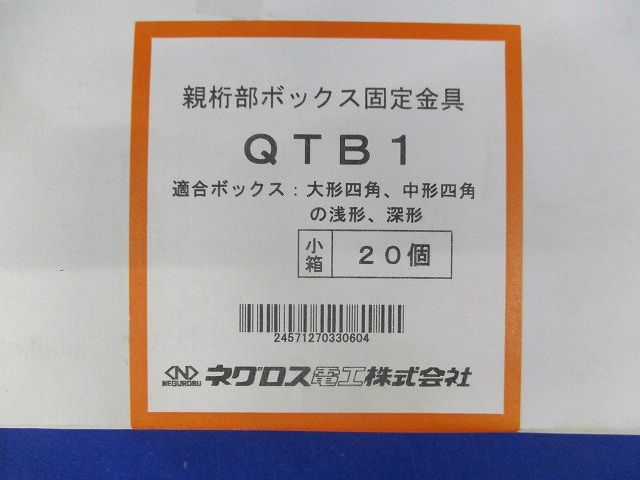 親桁部ボックス固定金具
QTB1
適合ボックス：大形四角、中形四角
の浅形、深形
小箱 20個
24571270330604
N NEGUROSU ネグロス電工株式会社